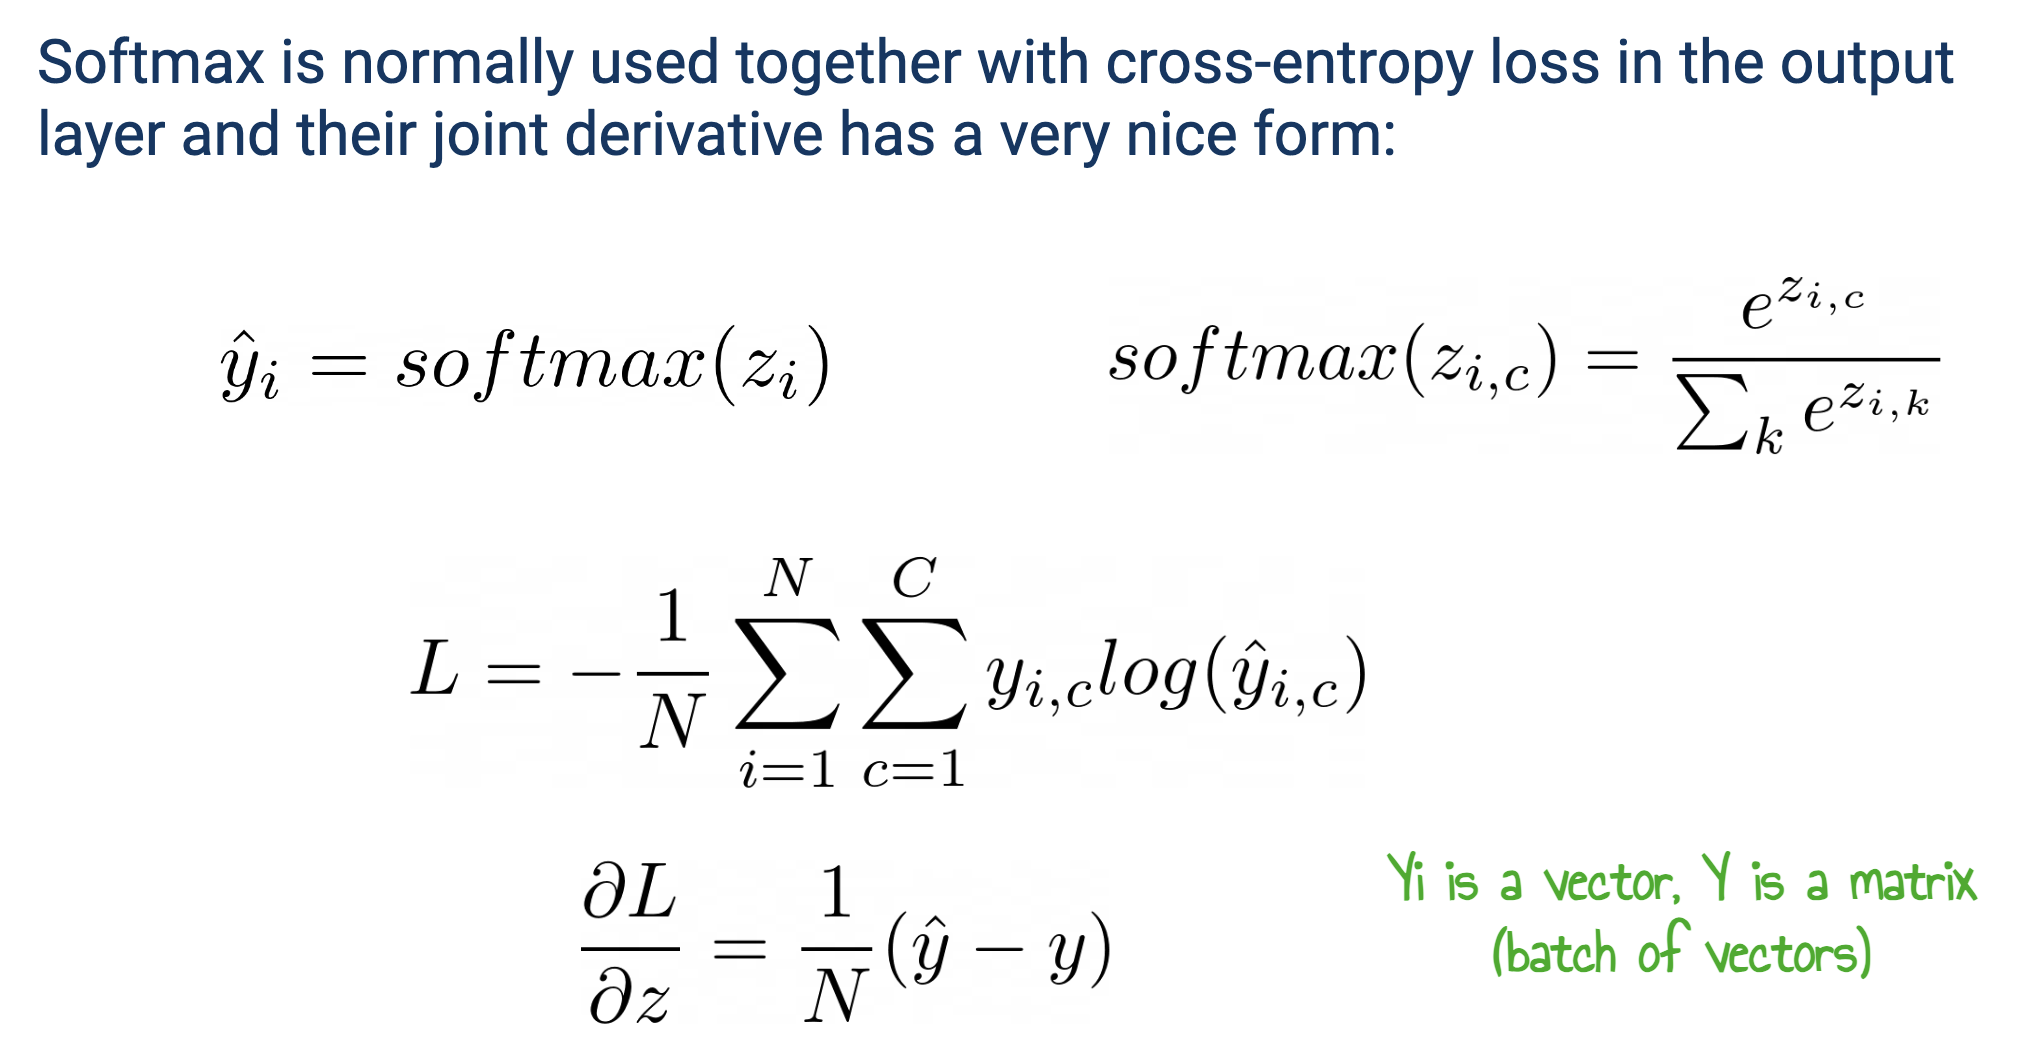 Softmax is normally used together with cross-entropy loss in the output
layer and their joint derivative has a very nice form:
$\hat{y}_i = softmax(z_i)$
$softmax(z_{i,c}) = \frac{e^{z_{i,c}}}{\sum_k e^{z_{i,k}}}$
$L = -\frac{1}{N} \sum_{i=1}^{N} \sum_{c=1}^{C} y_{i,c} log(\hat{y}_{i,c})$
$\frac{\partial L}{\partial z} = \frac{1}{N} (\hat{y} - y)$
Yi is a vector, Y is a matrix
(batch of vectors)